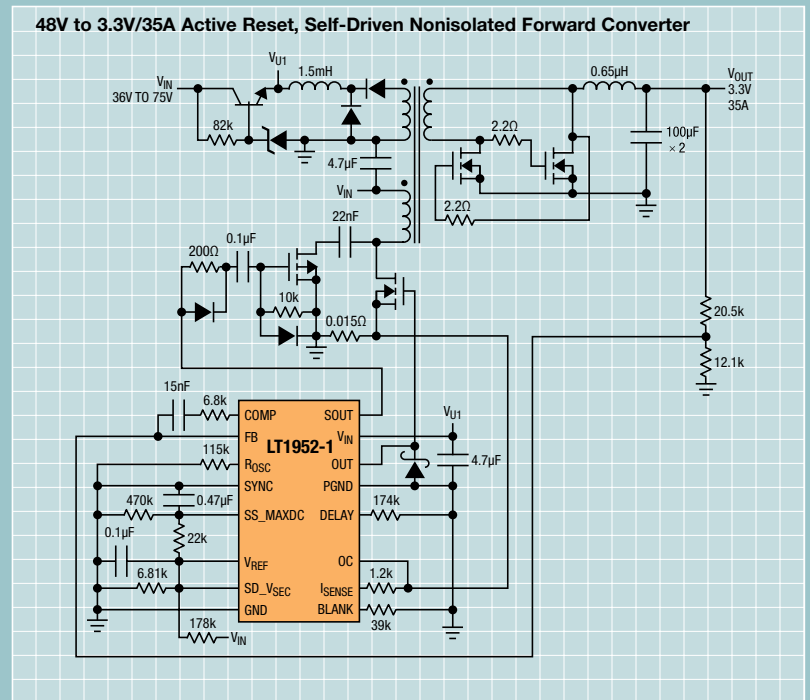 48V to 3.3V/35A Active Reset, Self-Driven Nonisolated Forward Converter
VU1
1.5mH
0.65µH
VIN
36V TO 75V
VOUT
3.3V
35A
82k
2.2Ω
100µF
× 2
4.7µF
VIN
2.2Ω
22nF
0.1µF
200Ω
10k
0.015Ω
20.5k
12.1k
15nF
6.8k
COMP
SOUT
VU1
FB
VIN
LT1952-1
115k
ROSC
OUT
4.7µF
SYNC
PGND
470k
0.47µF
174k
SS_MAXDC
DELAY
0.1µF
22k
VREF
OC
6.81k
1.2k
SD_VSEC
ISENSE
GND
BLANK
39k
178k
VIN